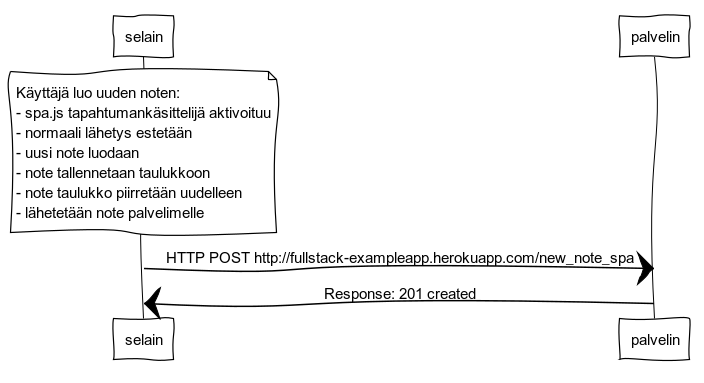 selain
palvelin
Käyttäjä luo uuden noten:
- spa.js tapahtumankäsittelijä aktivoituu
- normaali lähetys estetään
- uusi note luodaan
- note tallennetaan taulukkoon
- note taulukko piirretään uudelleen
- lähetetään note palvelimelle
HTTP POST http://fullstack-exampleapp.herokuapp.com/new_note_spa
Response: 201 created
selain
palvelin